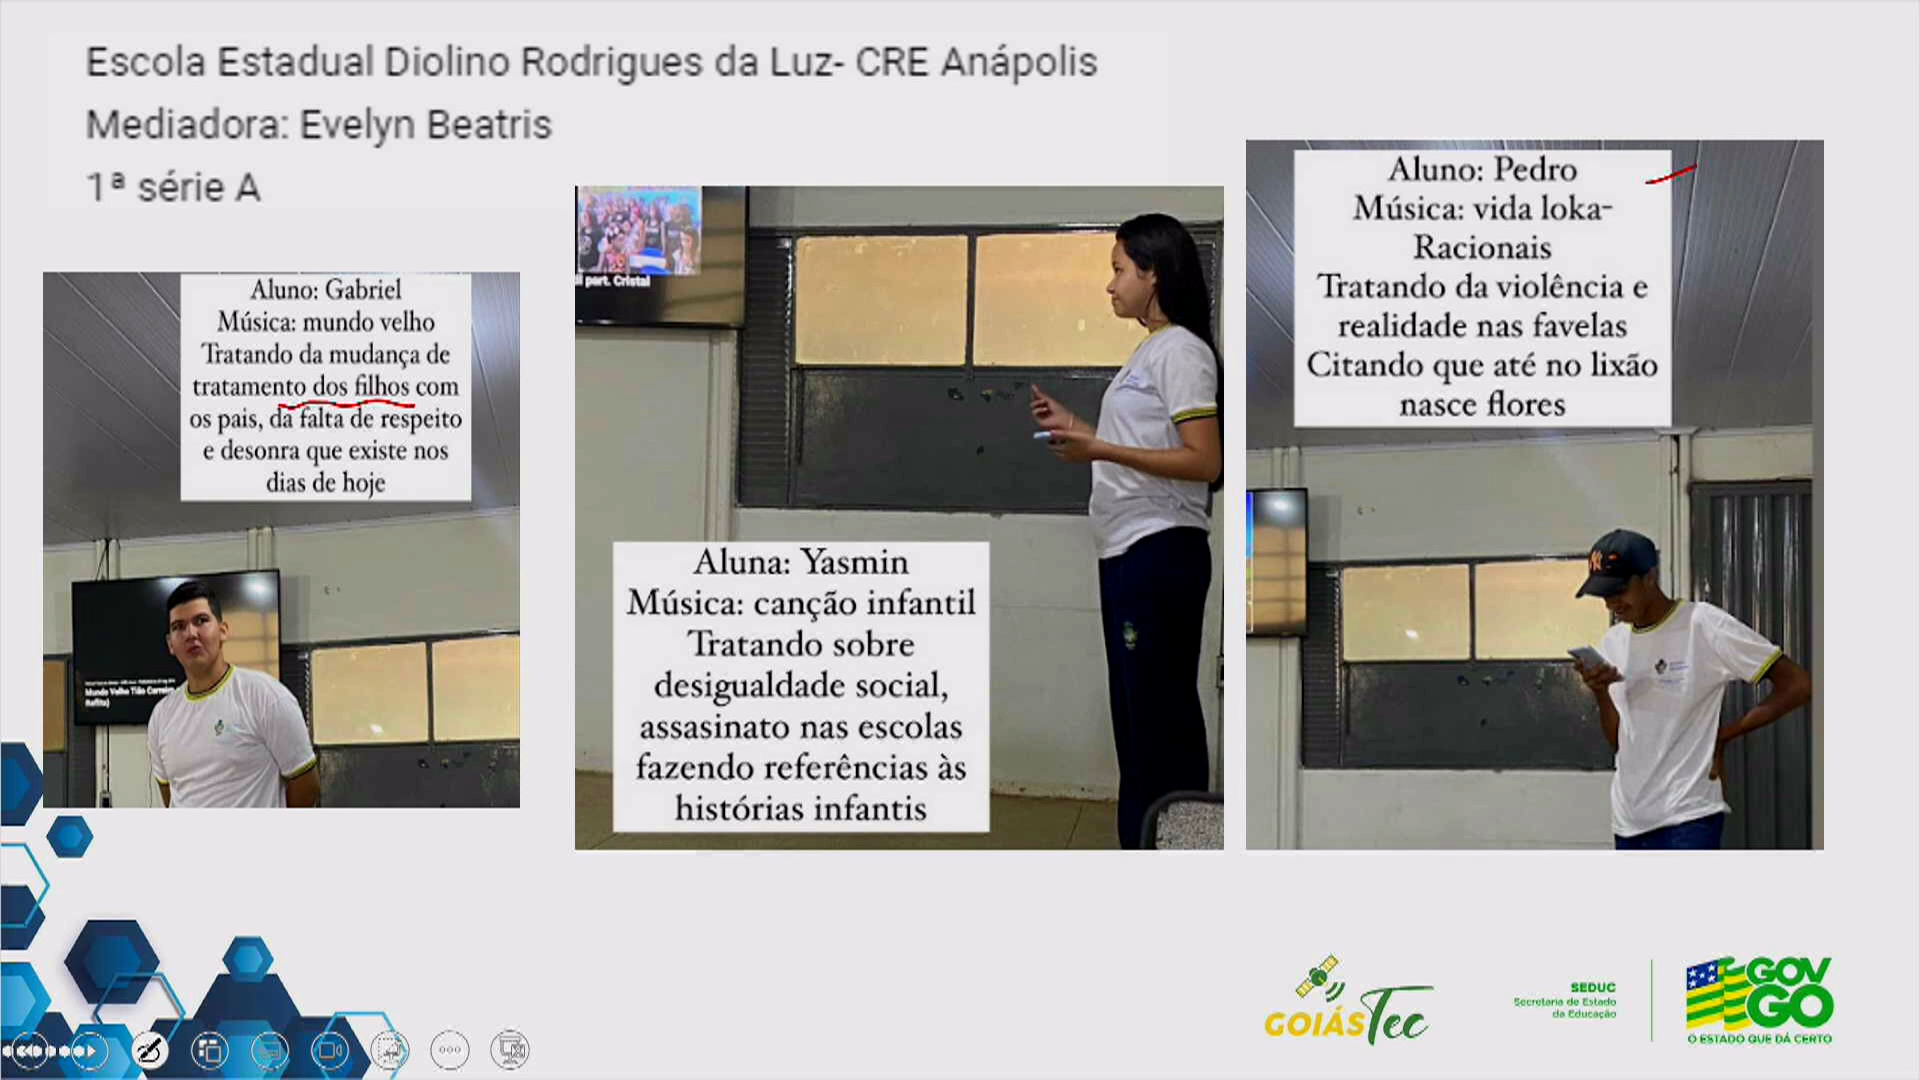 Escola Estadual Diolino Rodrigues da Luz- CRE Anápolis
Mediadora: Evelyn Beatris
1ª série A
Aluno: Gabriel
Música: mundo velho
Tratando da mudança de
tratamento dos filhos com
os pais, da falta de respeito
e desonra que existe nos
dias de hoje
Mundo Velho Tião Carreiro
part. Cristal
Aluna: Yasmin
Música: canção infantil
Tratando sobre
desigualdade social,
assasinato nas escolas
fazendo referências às
histórias infantis
Aluno: Pedro
Música: vida loka-
Racionais
Tratando da violência e
realidade nas favelas
Citando que até no lixão
nasce flores
GOIÁS Tec
SEDUC
Secretaria de Estado
da Educação
GOV
GO
O ESTADO QUE DÁ CERTO